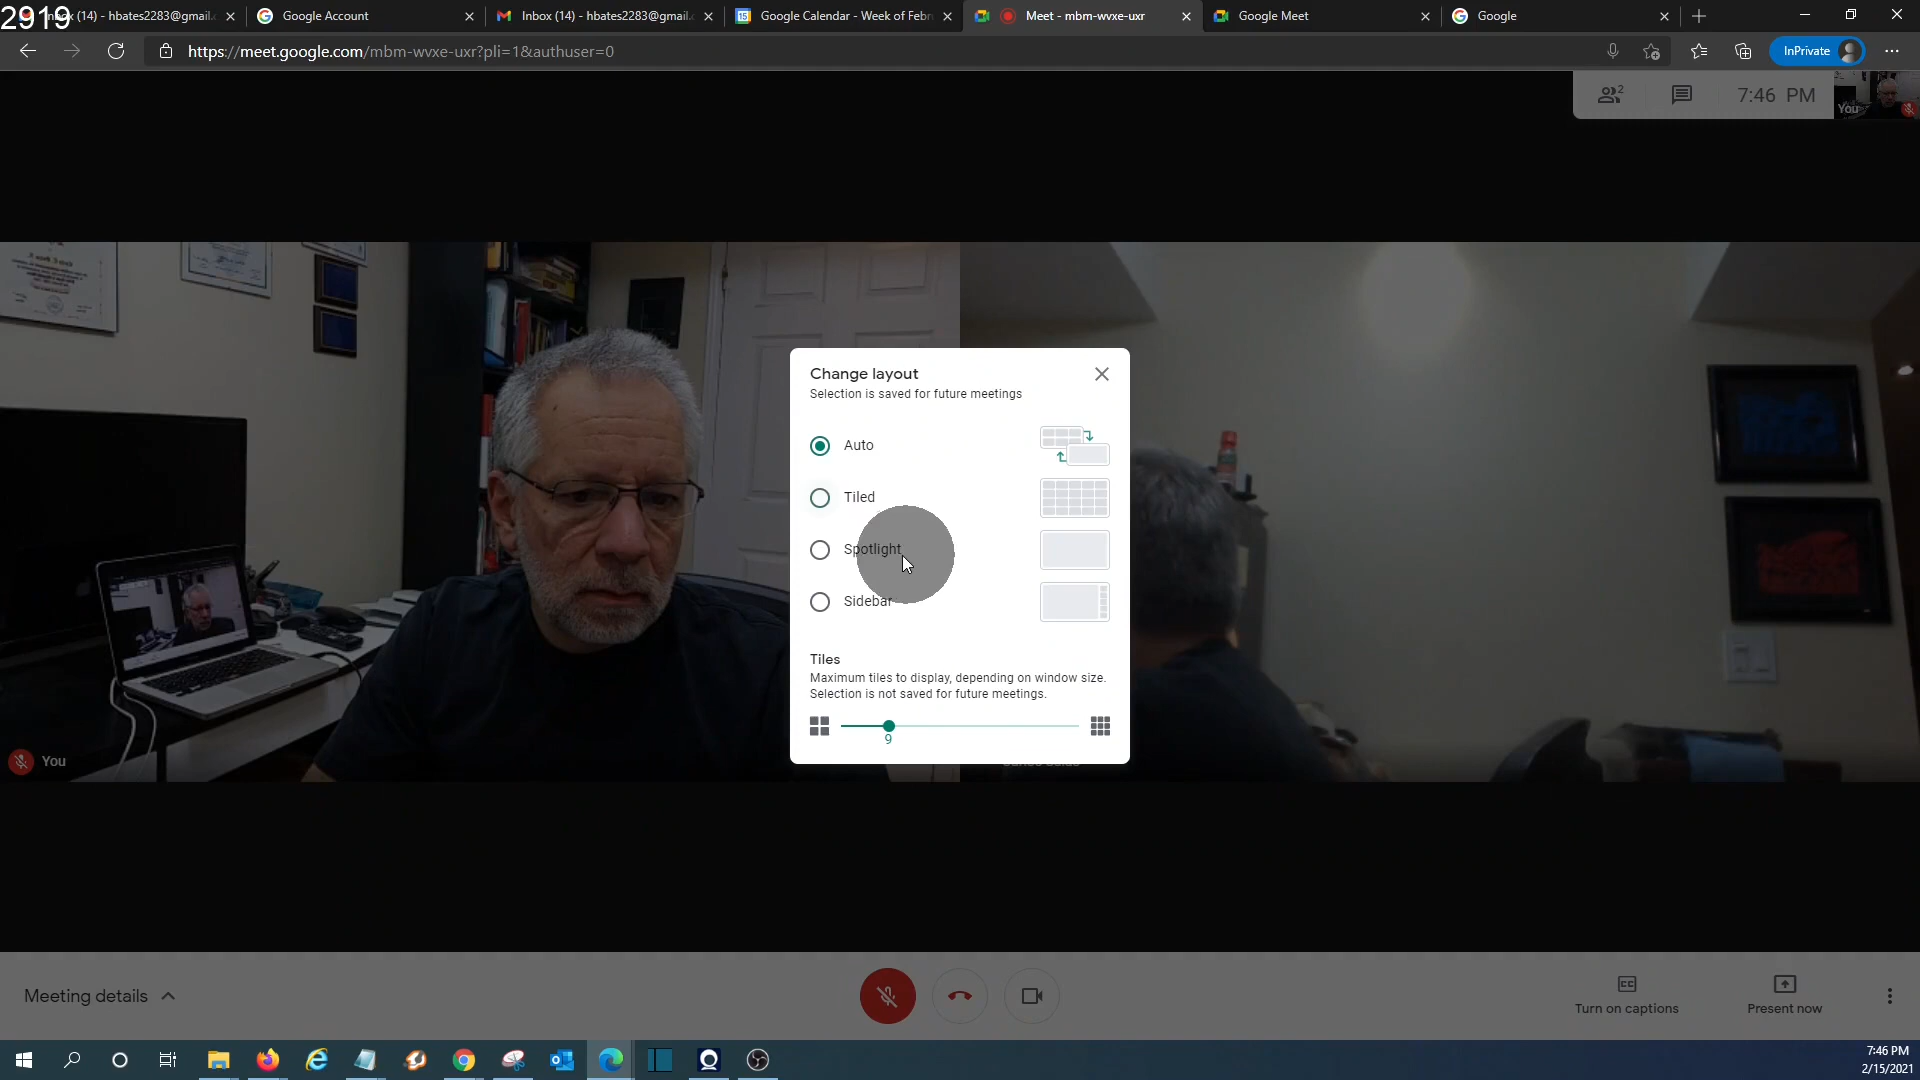 2919
nbox (14) - hbates2283@gmail.c
Google Account
Inbox (14) - hbates2283@gmail.c
Google Calendar - Week of Febru
Meet - mbm-wvxe-uxr
Google Meet
Google
https://meet.google.com/mbm-wvxe-uxr?pli=1&authuser=0
InPrivate
2
7:46 PM
You
Change layout
Selection is saved for future meetings
Auto
Tiled
Spotlight
Sidebar
Tiles
Maximum tiles to display, depending on window size.
Selection is not saved for future meetings.
9
You
Meeting details
Turn on captions
Present now
7:46 PM
2/15/2021